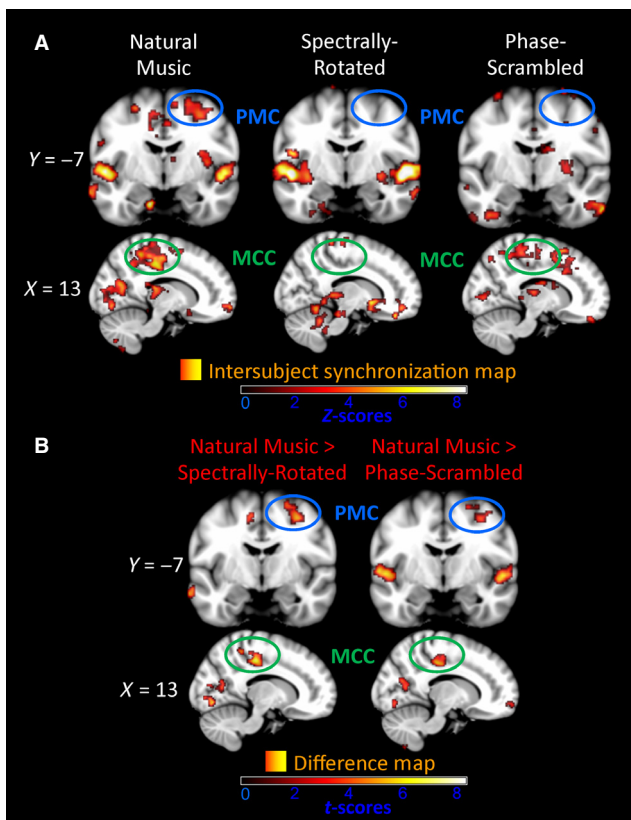 A
Natural
Music
Spectrally-
Rotated
Phase-
Scrambled
PMC
PMC
Y = –7
MCC
MCC
X = 13
Intersubject synchronization map
0 2 4 6 8
Z-scores
B
Natural Music >
Spectrally-Rotated
Natural Music >
Phase-Scrambled
PMC
Y = –7
MCC
X = 13
Difference map
0 2 4 6 8
t-scores